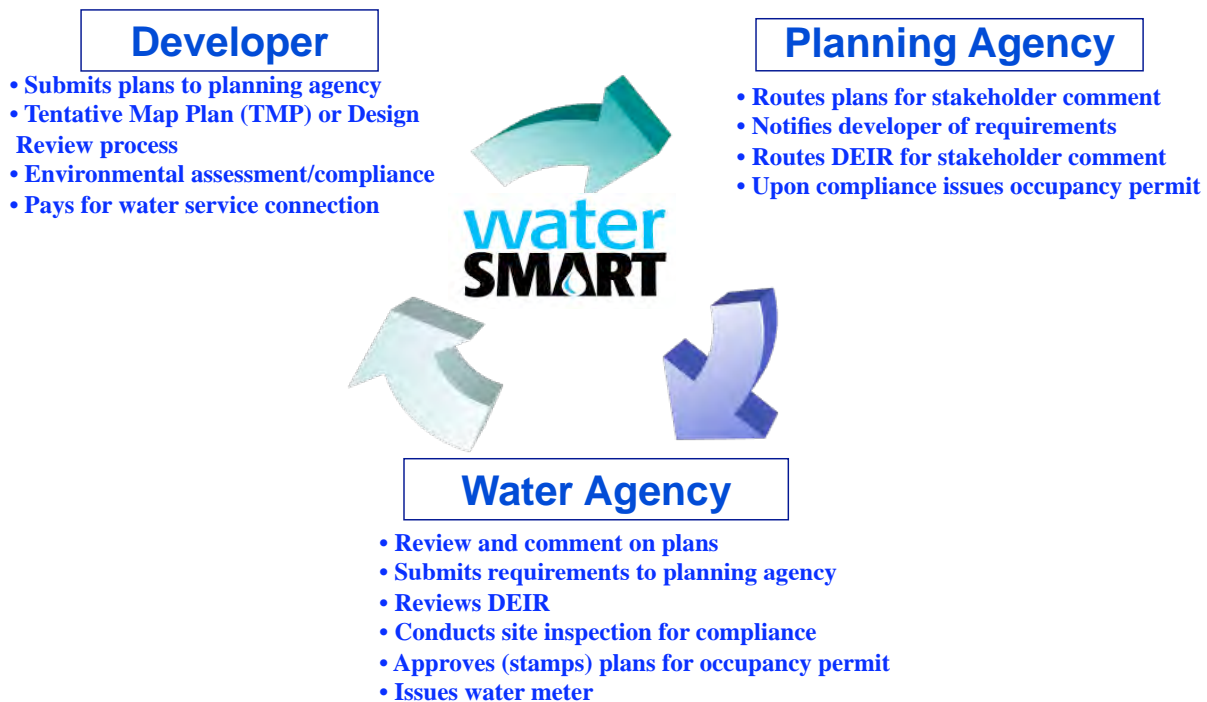 Developer
• Submits plans to planning agency
• Tentative Map Plan (TMP) or Design
Review process
• Environmental assessment/compliance
• Pays for water service connection
Planning Agency
• Routes plans for stakeholder comment
• Notifies developer of requirements
• Routes DEIR for stakeholder comment
• Upon compliance issues occupancy permit
water
SMART
Water Agency
• Review and comment on plans
• Submits requirements to planning agency
• Reviews DEIR
• Conducts site inspection for compliance
• Approves (stamps) plans for occupancy permit
• Issues water meter